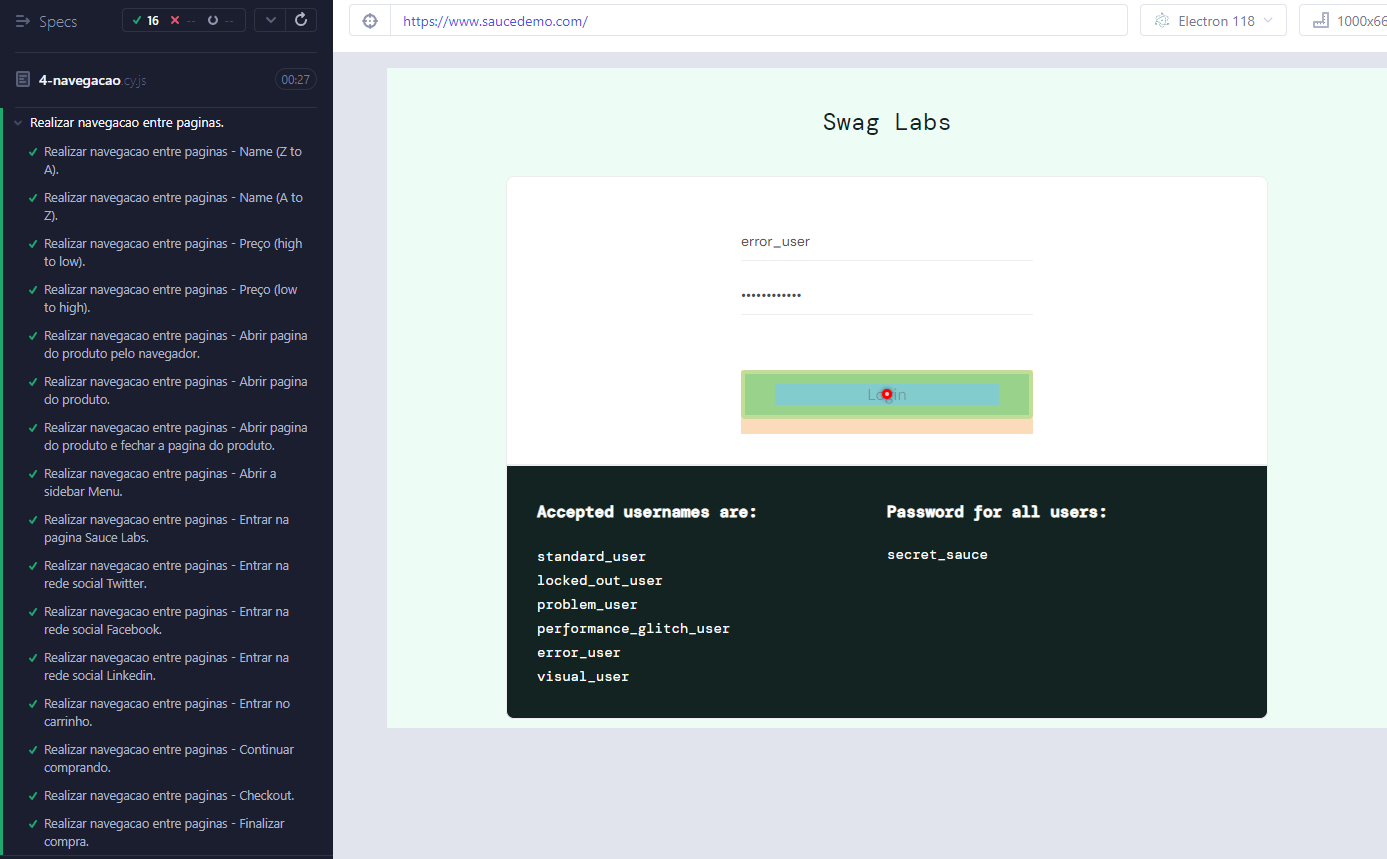 Specs
16
--
--
4-navegacao.cy.js
00:27
Realizar navegacao entre paginas.
Realizar navegacao entre paginas - Name (Z to
A).
Realizar navegacao entre paginas - Name (A to
Z).
Realizar navegacao entre paginas - Preço (high
to low).
Realizar navegacao entre paginas - Preço (low
to high).
Realizar navegacao entre paginas - Abrir pagina
do produto pelo navegador.
Realizar navegacao entre paginas - Abrir pagina
do produto.
Realizar navegacao entre paginas - Abrir pagina
do produto e fechar a pagina do produto.
Realizar navegacao entre paginas - Abrir a
sidebar Menu.
Realizar navegacao entre paginas - Entrar na
pagina Sauce Labs.
Realizar navegacao entre paginas - Entrar na
rede social Twitter.
Realizar navegacao entre paginas - Entrar na
rede social Facebook.
Realizar navegacao entre paginas - Entrar na
rede social Linkedin.
Realizar navegacao entre paginas - Entrar no
carrinho.
Realizar navegacao entre paginas - Continuar
comprando.
Realizar navegacao entre paginas - Checkout.
Realizar navegacao entre paginas - Finalizar
compra.
https://www.saucedemo.com/
Electron 118
1000x66
Swag Labs
error_user
••••••••••••
Login
Accepted usernames are:
standard_user
locked_out_user
problem_user
performance_glitch_user
error_user
visual_user
Password for all users:
secret_sauce